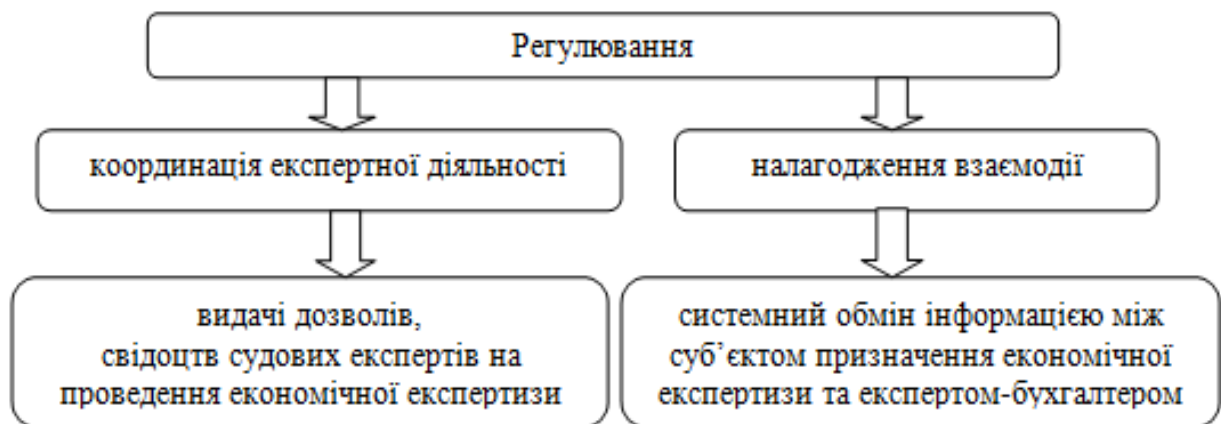 Регулювання
координація експертної діяльності
налагодження взаємодії
видачі дозволів,
свідоцтв судових експертів на
проведення економічної експертизи
системний обмін інформацією між
суб’єктом призначення економічної
експертизи та експертом-бухгалтером